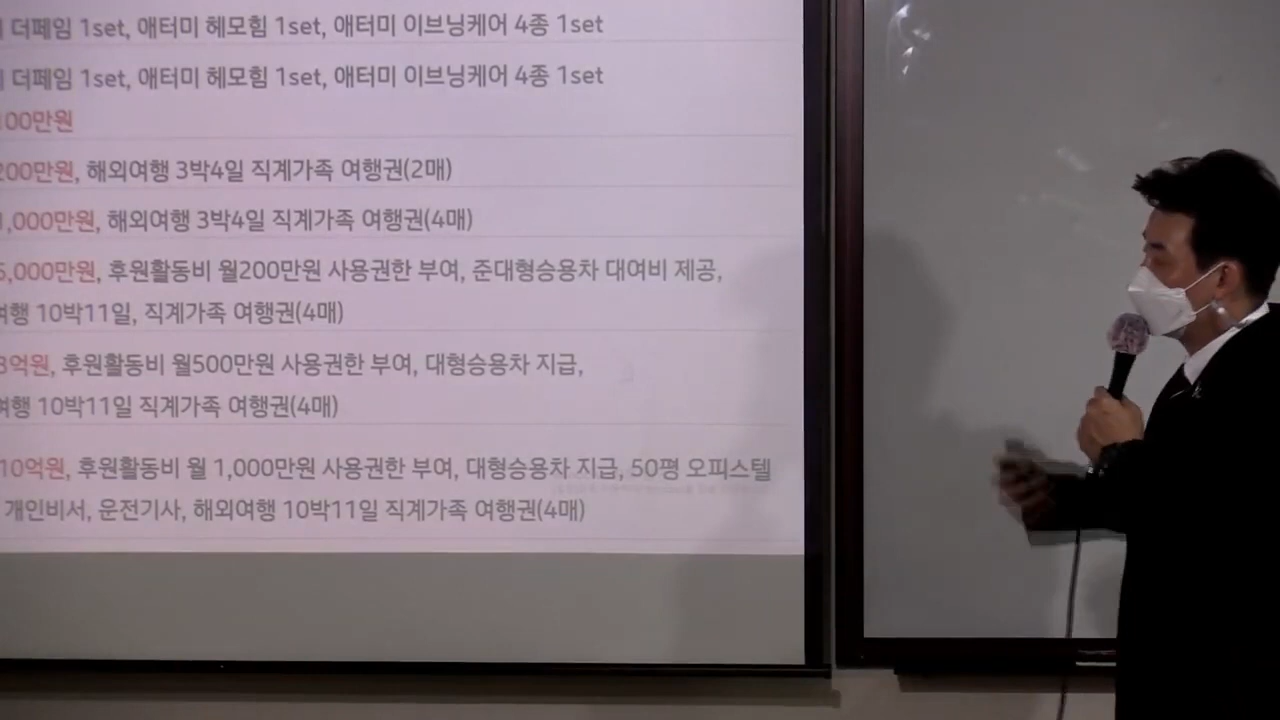 더페임 1set, 애터미 헤모힘 1set, 애터미 이브닝케어 4종 1set
더페임 1set, 애터미 헤모힘 1set, 애터미 이브닝케어 4종 1set
100만원
200만원, 해외여행 3박4일 직계가족 여행권(2매)
1,000만원, 해외여행 3박4일 직계가족 여행권(4매)
5,000만원, 후원활동비 월200만원 사용권한 부여, 준대형승용차 대여비 제공,
여행 10박11일, 직계가족 여행권(4매)
3억원, 후원활동비 월500만원 사용권한 부여, 대형승용차 지급,
여행 10박11일 직계가족 여행권(4매)
10억원, 후원활동비 월 1,000만원 사용권한 부여, 대형승용차 지급, 50평 오피스텔
개인비서, 운전기사, 해외여행 10박11일 직계가족 여행권(4매)